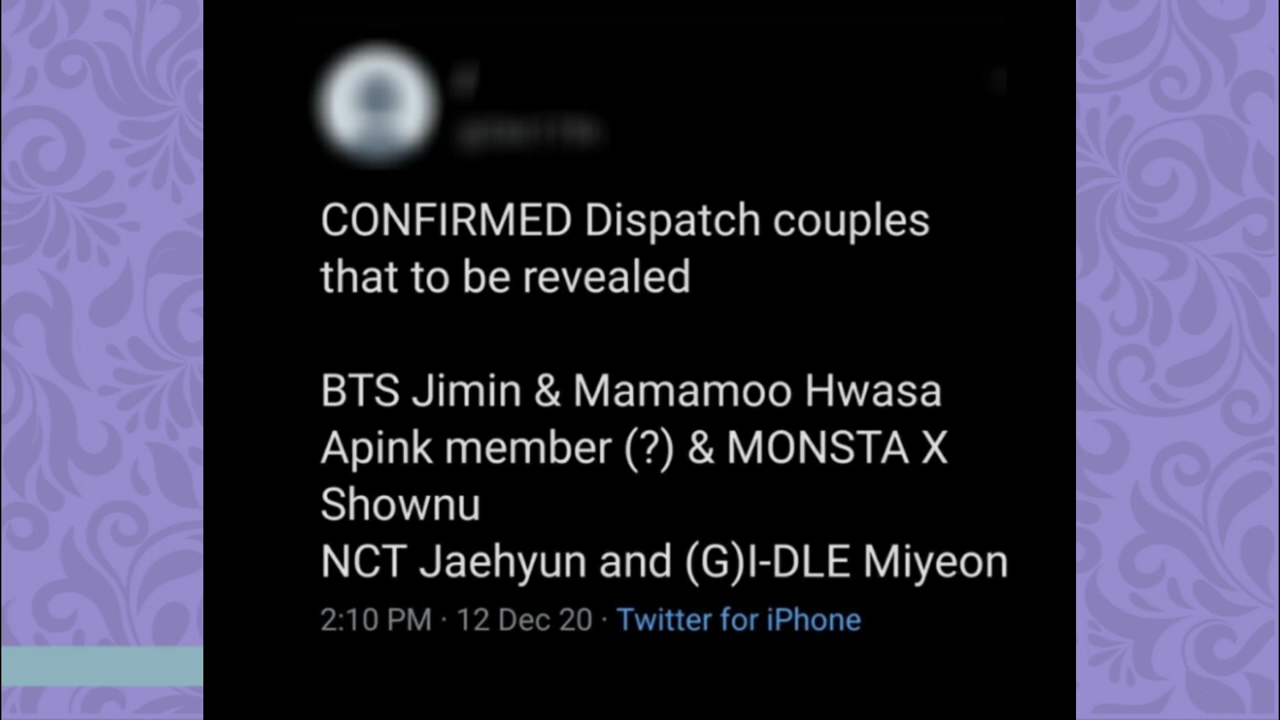 CONFIRMED Dispatch couples
that to be revealed
BTS Jimin & Mamamoo Hwasa
Apink member (?) & MONSTA X
Shownu
NCT Jaehyun and (G)I-DLE Miyeon
2:10 PM · 12 Dec 20 · Twitter for iPhone